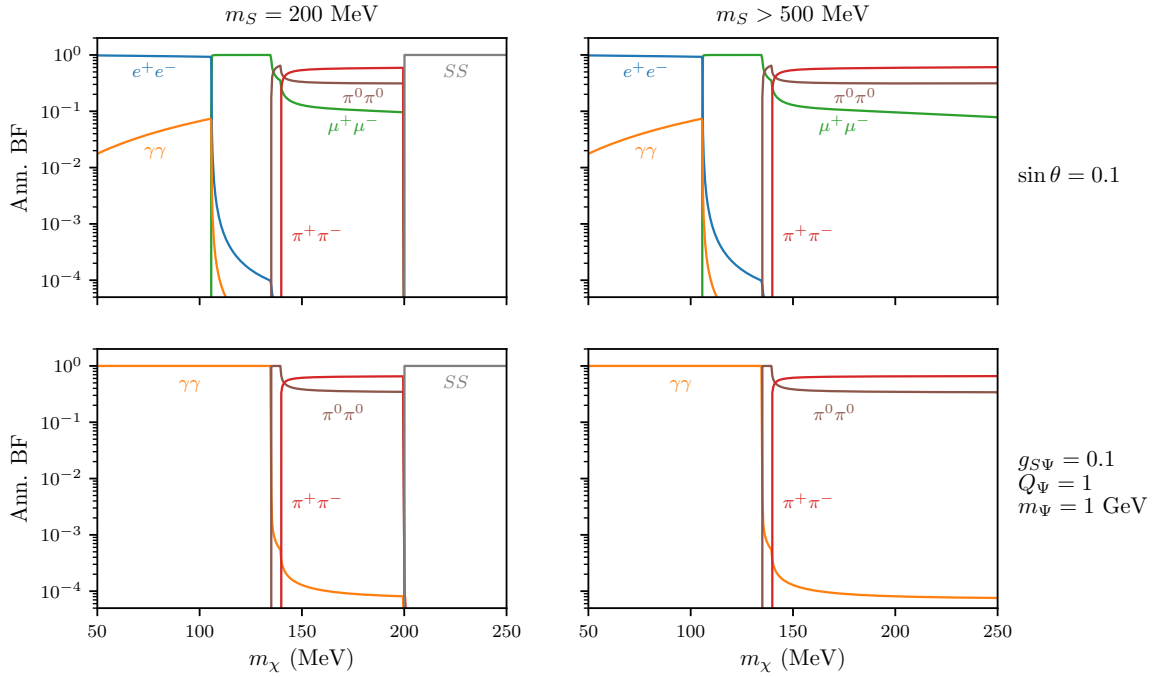 m_S = 200 MeV
m_S > 500 MeV
Ann. BF
10^0
10^{-1}
10^{-2}
10^{-3}
10^{-4}
e^+e^-
γγ
π^0π^0
μ^+μ^-
π^+π^-
SS
e^+e^-
γγ
π^0π^0
μ^+μ^-
π^+π^-
sin θ = 0.1
Ann. BF
10^0
10^{-1}
10^{-2}
10^{-3}
10^{-4}
γγ
π^0π^0
π^+π^-
SS
50 100 150 200 250
m_χ (MeV)
γγ
π^0π^0
π^+π^-
50 100 150 200 250
m_χ (MeV)
g_{SΨ} = 0.1
Q_Ψ = 1
m_Ψ = 1 GeV